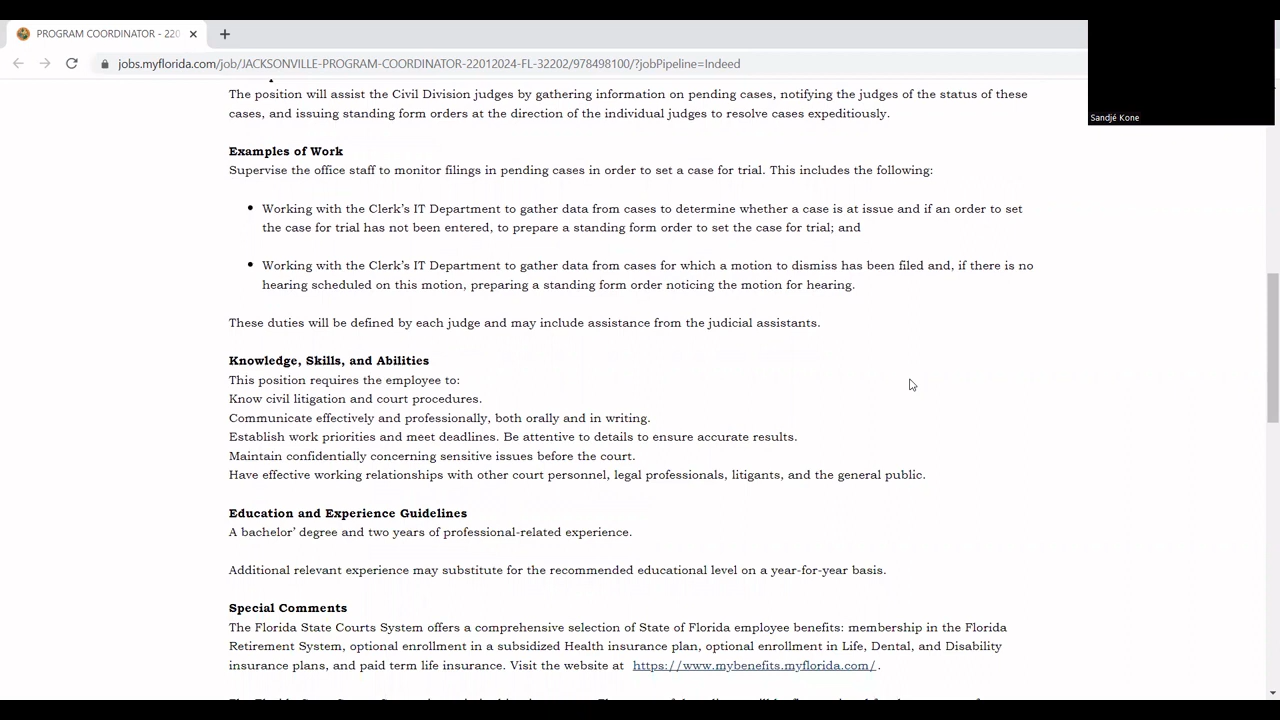 PROGRAM COORDINATOR - 220
jobs.myflorida.com/job/JACKSONVILLE-PROGRAM-COORDINATOR-22012024-FL-32202/978498100/?jobPipeline=Indeed
Sandjé Kone
The position will assist the Civil Division judges by gathering information on pending cases, notifying the judges of the status of these
cases, and issuing standing form orders at the direction of the individual judges to resolve cases expeditiously.
Examples of Work
Supervise the office staff to monitor filings in pending cases in order to set a case for trial. This includes the following:
• Working with the Clerk's IT Department to gather data from cases to determine whether a case is at issue and if an order to set
the case for trial has not been entered, to prepare a standing form order to set the case for trial; and
• Working with the Clerk's IT Department to gather data from cases for which a motion to dismiss has been filed and, if there is no
hearing scheduled on this motion, preparing a standing form order noticing the motion for hearing.
These duties will be defined by each judge and may include assistance from the judicial assistants.
Knowledge, Skills, and Abilities
This position requires the employee to:
Know civil litigation and court procedures.
Communicate effectively and professionally, both orally and in writing.
Establish work priorities and meet deadlines. Be attentive to details to ensure accurate results.
Maintain confidentially concerning sensitive issues before the court.
Have effective working relationships with other court personnel, legal professionals, litigants, and the general public.
Education and Experience Guidelines
A bachelor' degree and two years of professional-related experience.
Additional relevant experience may substitute for the recommended educational level on a year-for-year basis.
Special Comments
The Florida State Courts System offers a comprehensive selection of State of Florida employee benefits: membership in the Florida
Retirement System, optional enrollment in a subsidized Health insurance plan, optional enrollment in Life, Dental, and Disability
insurance plans, and paid term life insurance. Visit the website at https://www.mybenefits.myflorida.com/.